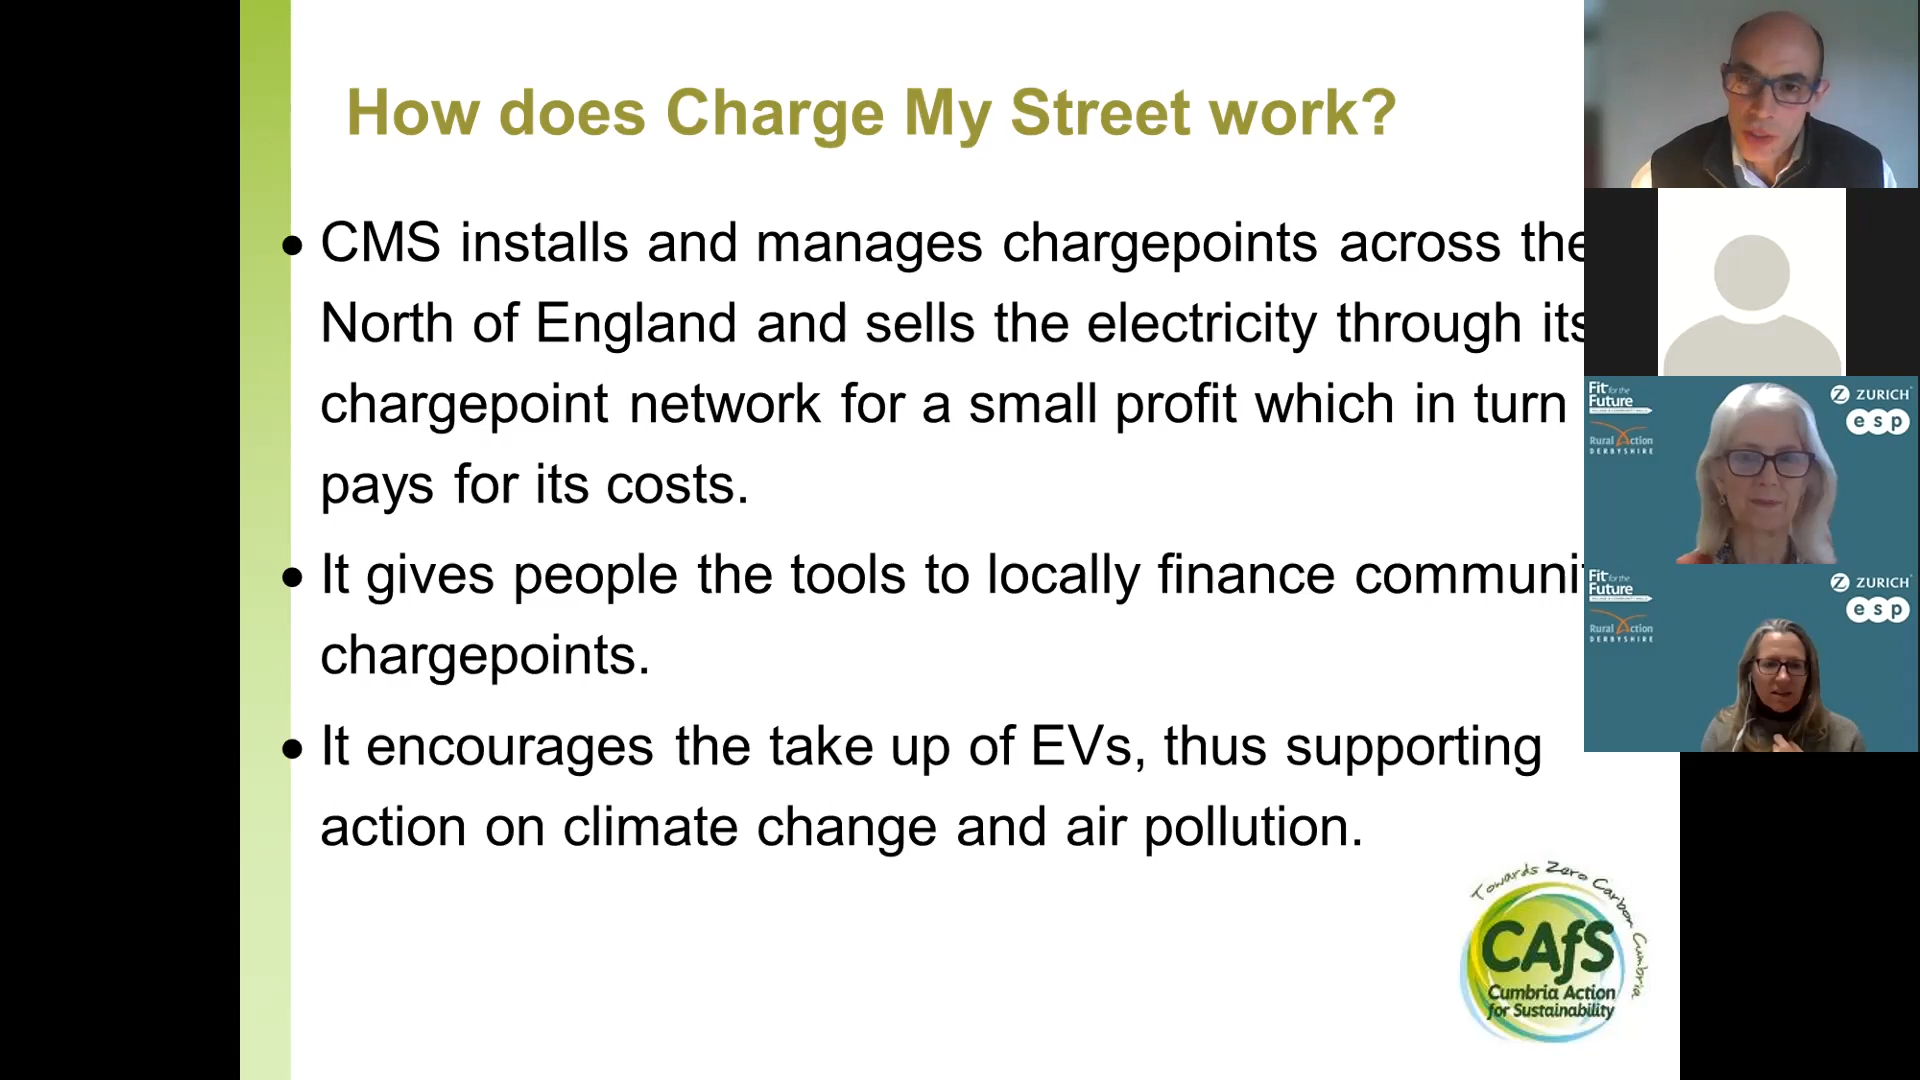 How does Charge My Street work?
CMS installs and manages chargepoints across the
North of England and sells the electricity through its
chargepoint network for a small profit which in turn
pays for its costs.
It gives people the tools to locally finance communi
chargepoints.
It encourages the take up of EVs, thus supporting
action on climate change and air pollution.
Towards Zero Carbon Cumbria
CAfS
Cumbria Action
for Sustainability
Fit for the
Future
Rural Action
DERBYSHIRE
ZURICH
esp
Fit for the
Future
Rural Action
DERBYSHIRE
ZURICH
esp